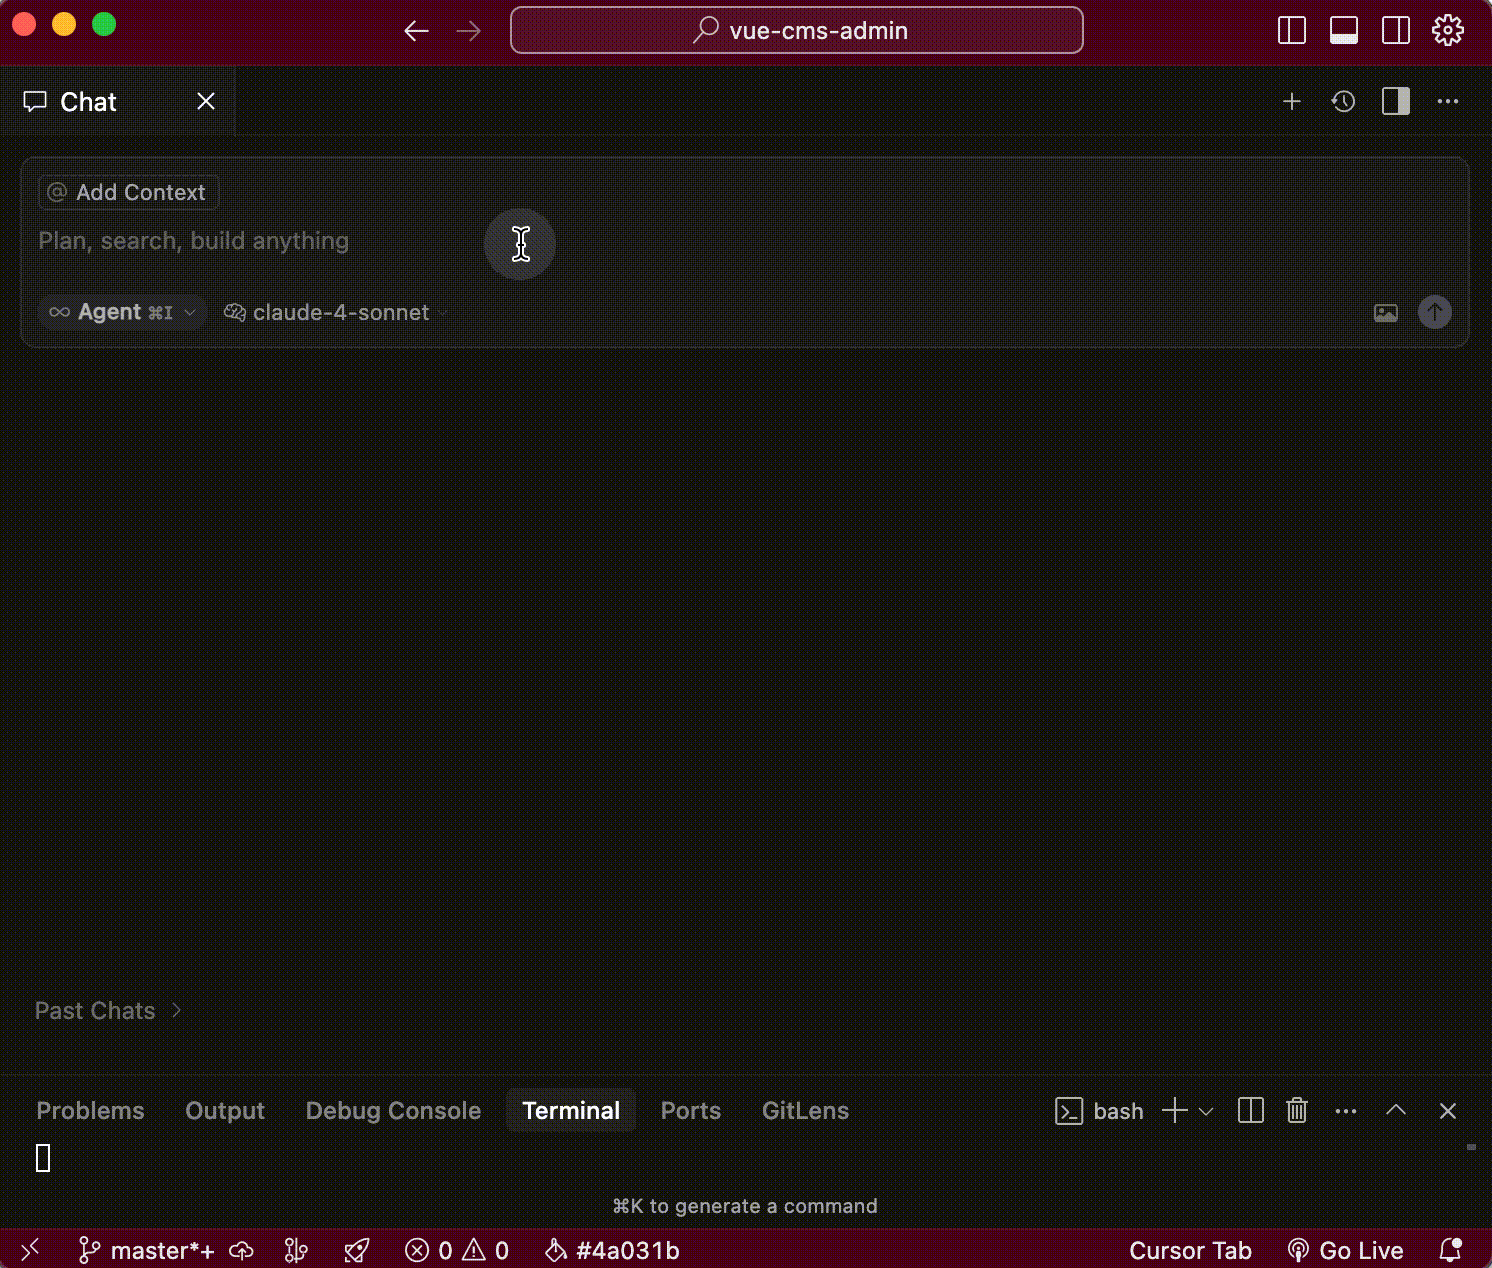 vue-cms-admin
Chat
@ Add Context
Plan, search, build anything
Agent ⌘I claude-4-sonnet
Past Chats
Problems Output Debug Console Terminal Ports GitLens bash
⌘K to generate a command
master*+ 0 0 #4a031b Cursor Tab Go Live